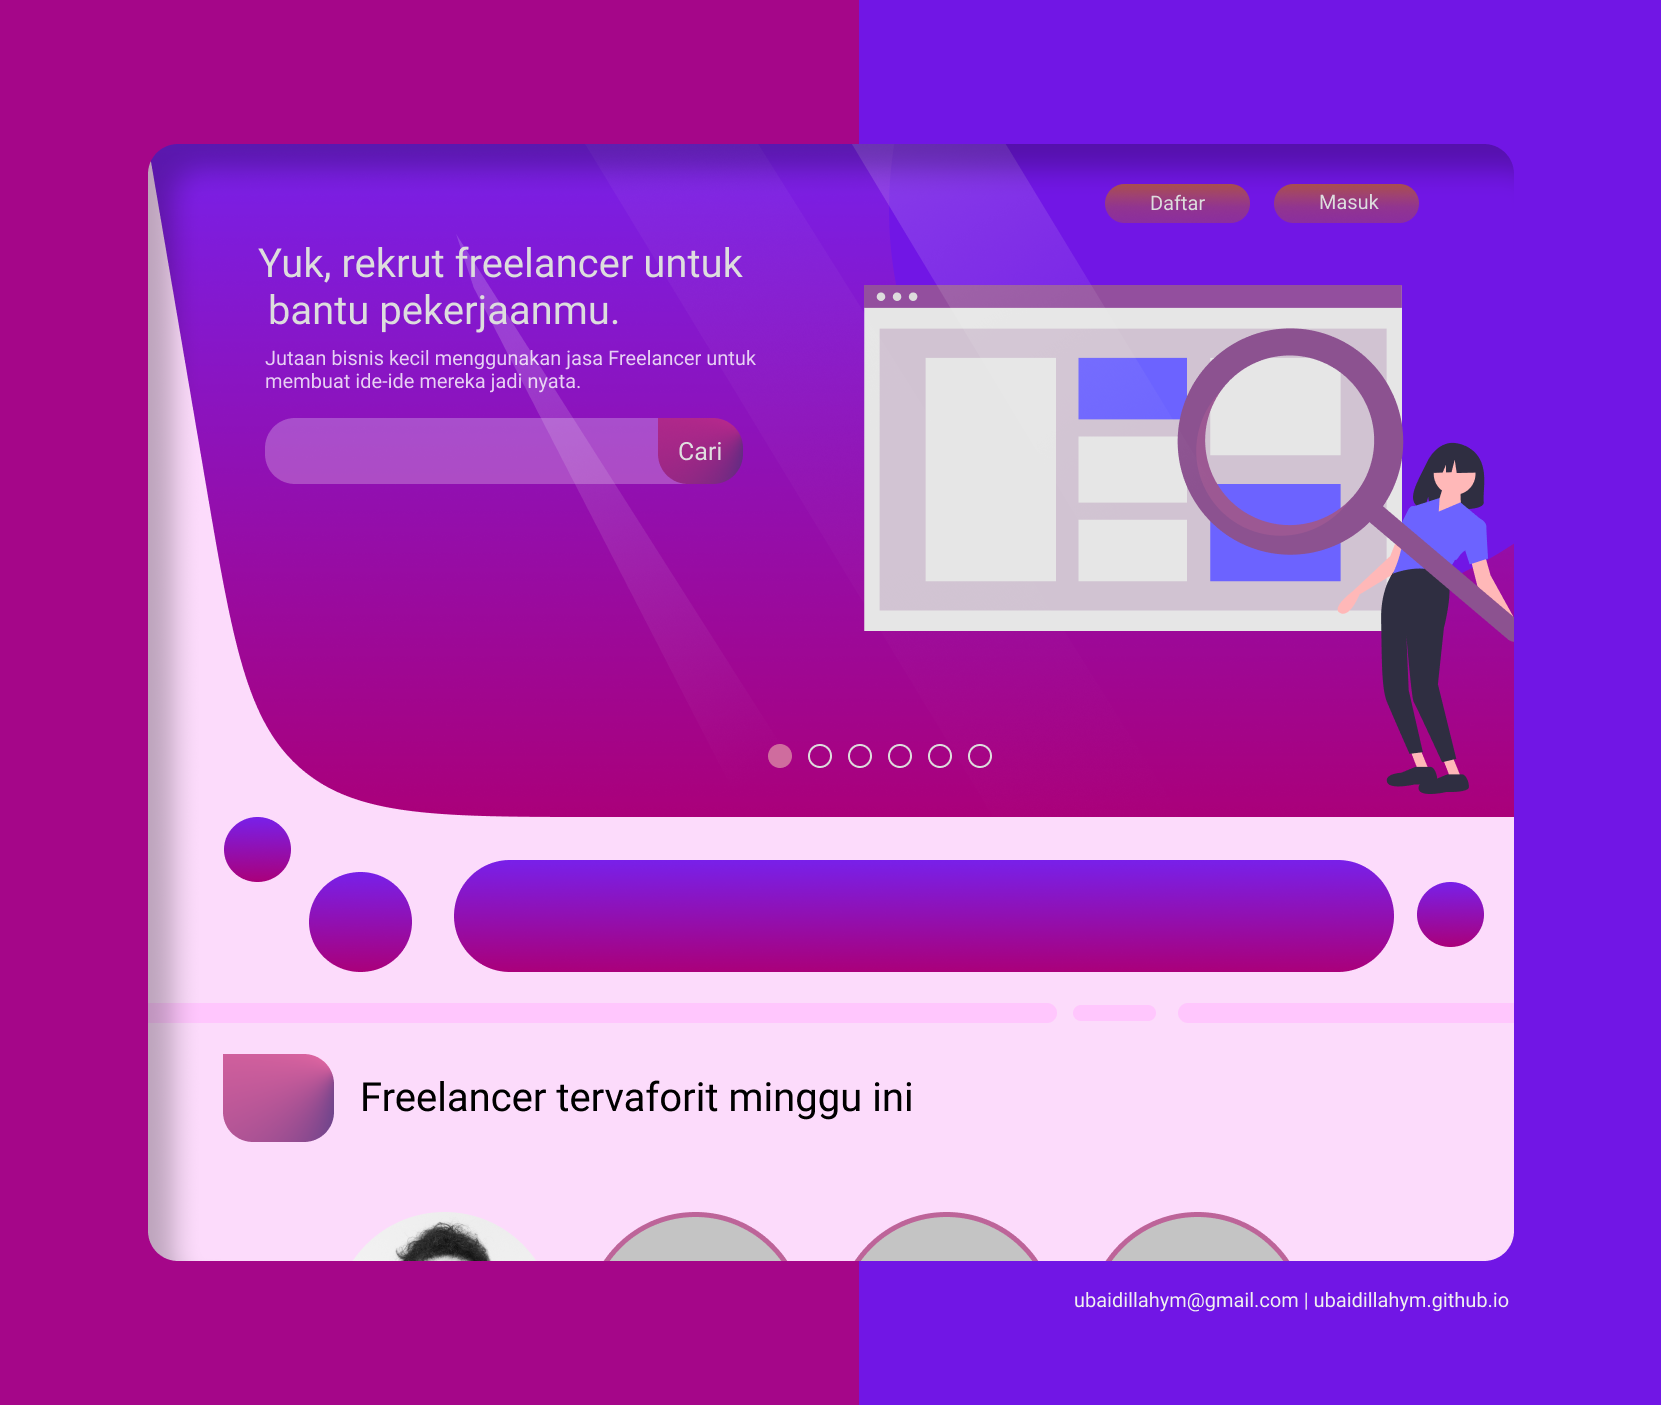 Daftar
Masuk
Yuk, rekrut freelancer untuk
bantu pekerjaanmu.
Jutaan bisnis kecil menggunakan jasa Freelancer untuk
membuat ide-ide mereka jadi nyata.
Cari
Freelancer tervaforit minggu ini
ubaidillahym@gmail.com | ubaidillahym.github.io